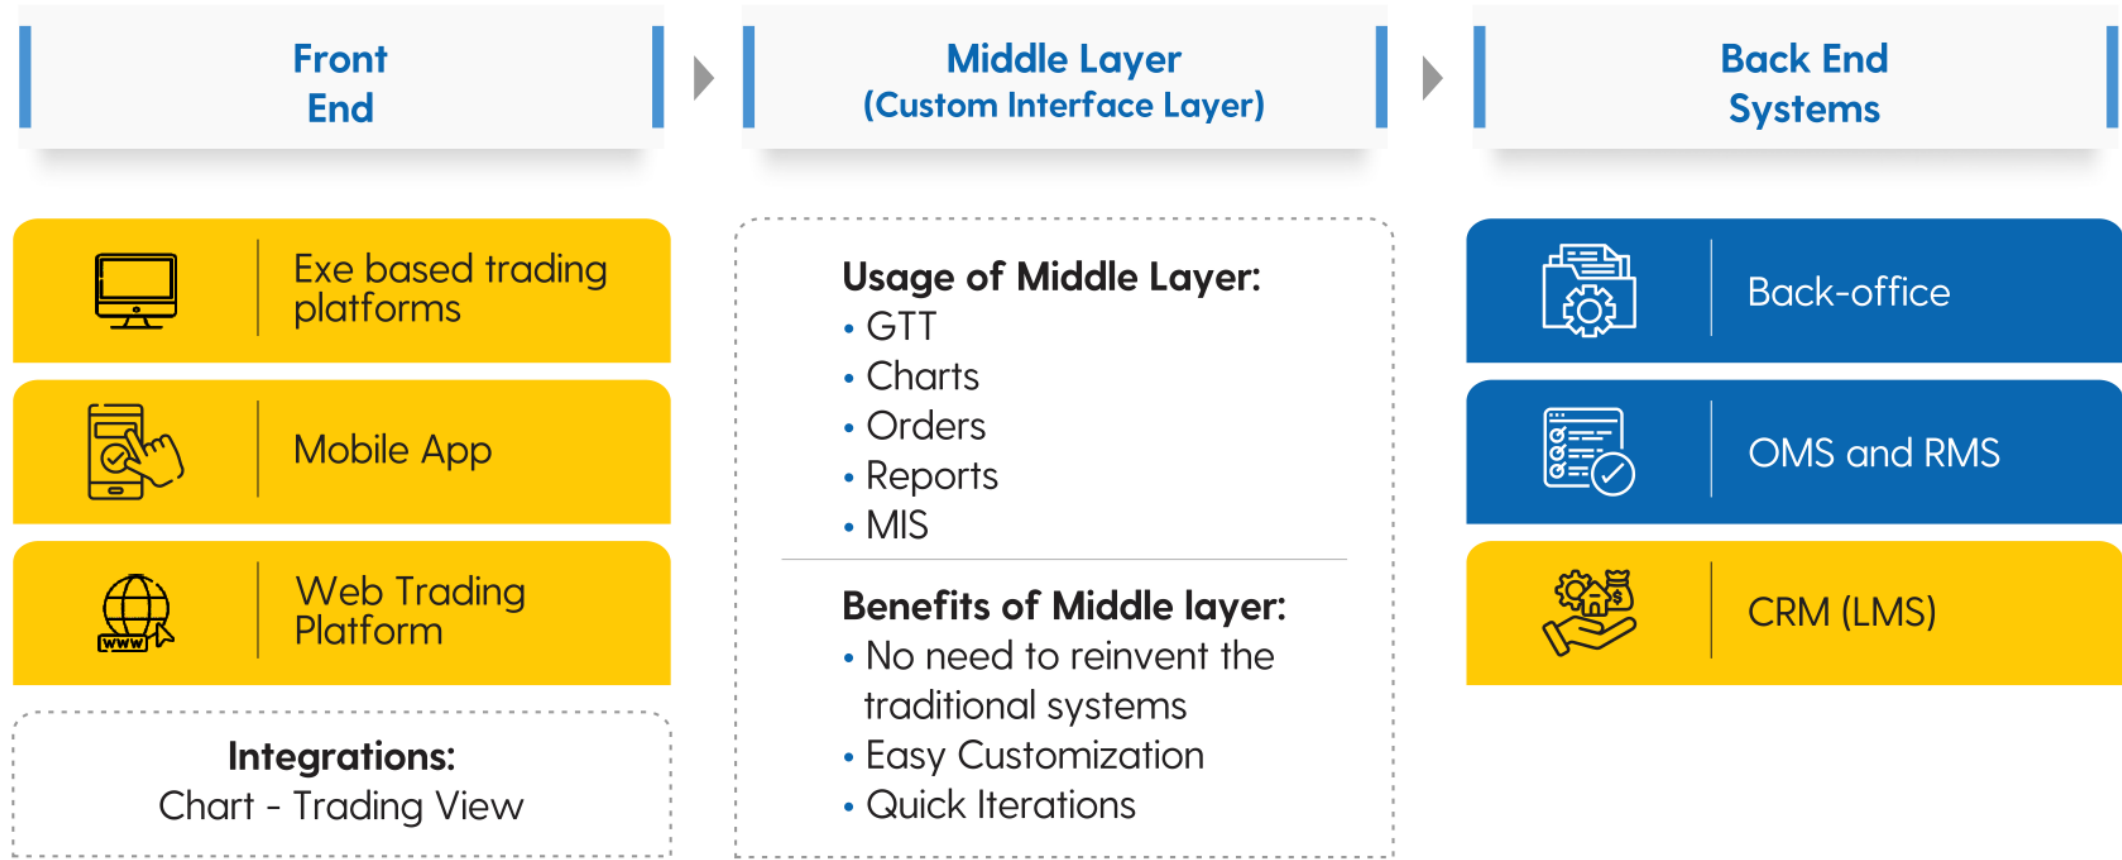 Front
End
Middle Layer
(Custom Interface Layer)
Back End
Systems
Exe based trading
platforms
Mobile App
www
Web Trading
Platform
Integrations:
Chart - Trading View
Usage of Middle Layer:
• GTT
• Charts
• Orders
• Reports
• MIS
Benefits of Middle layer:
• No need to reinvent the
traditional systems
• Easy Customization
• Quick Iterations
Back-office
OMS and RMS
$
CRM (LMS)